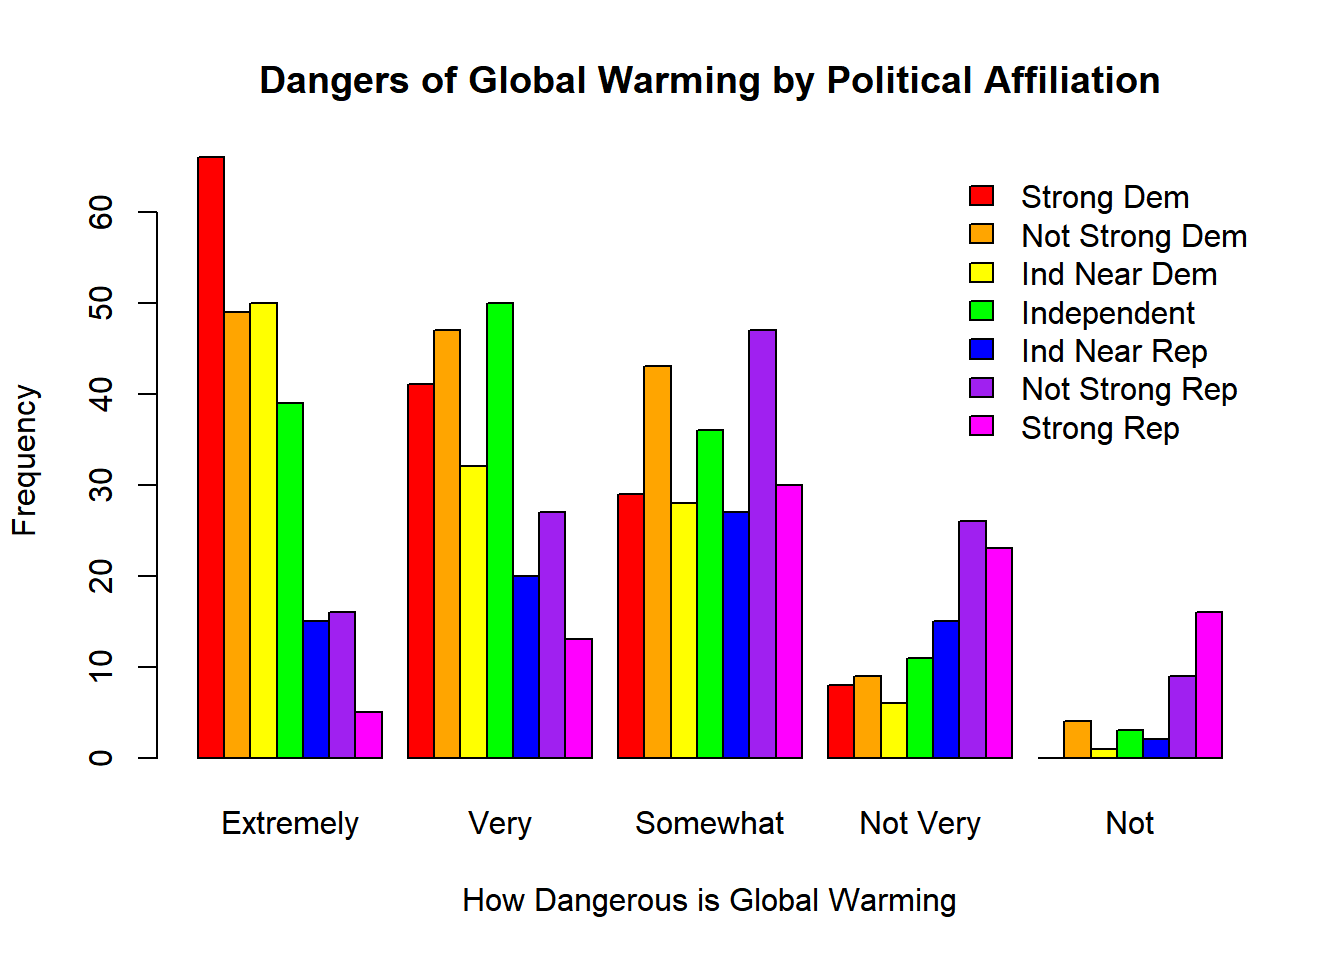 Dangers of Global Warming by Political Affiliation
Strong Dem
Not Strong Dem
Ind Near Dem
Independent
Ind Near Rep
Not Strong Rep
Strong Rep
Frequency
60
50
40
30
20
10
0
Extremely Very Somewhat Not Very Not
How Dangerous is Global Warming